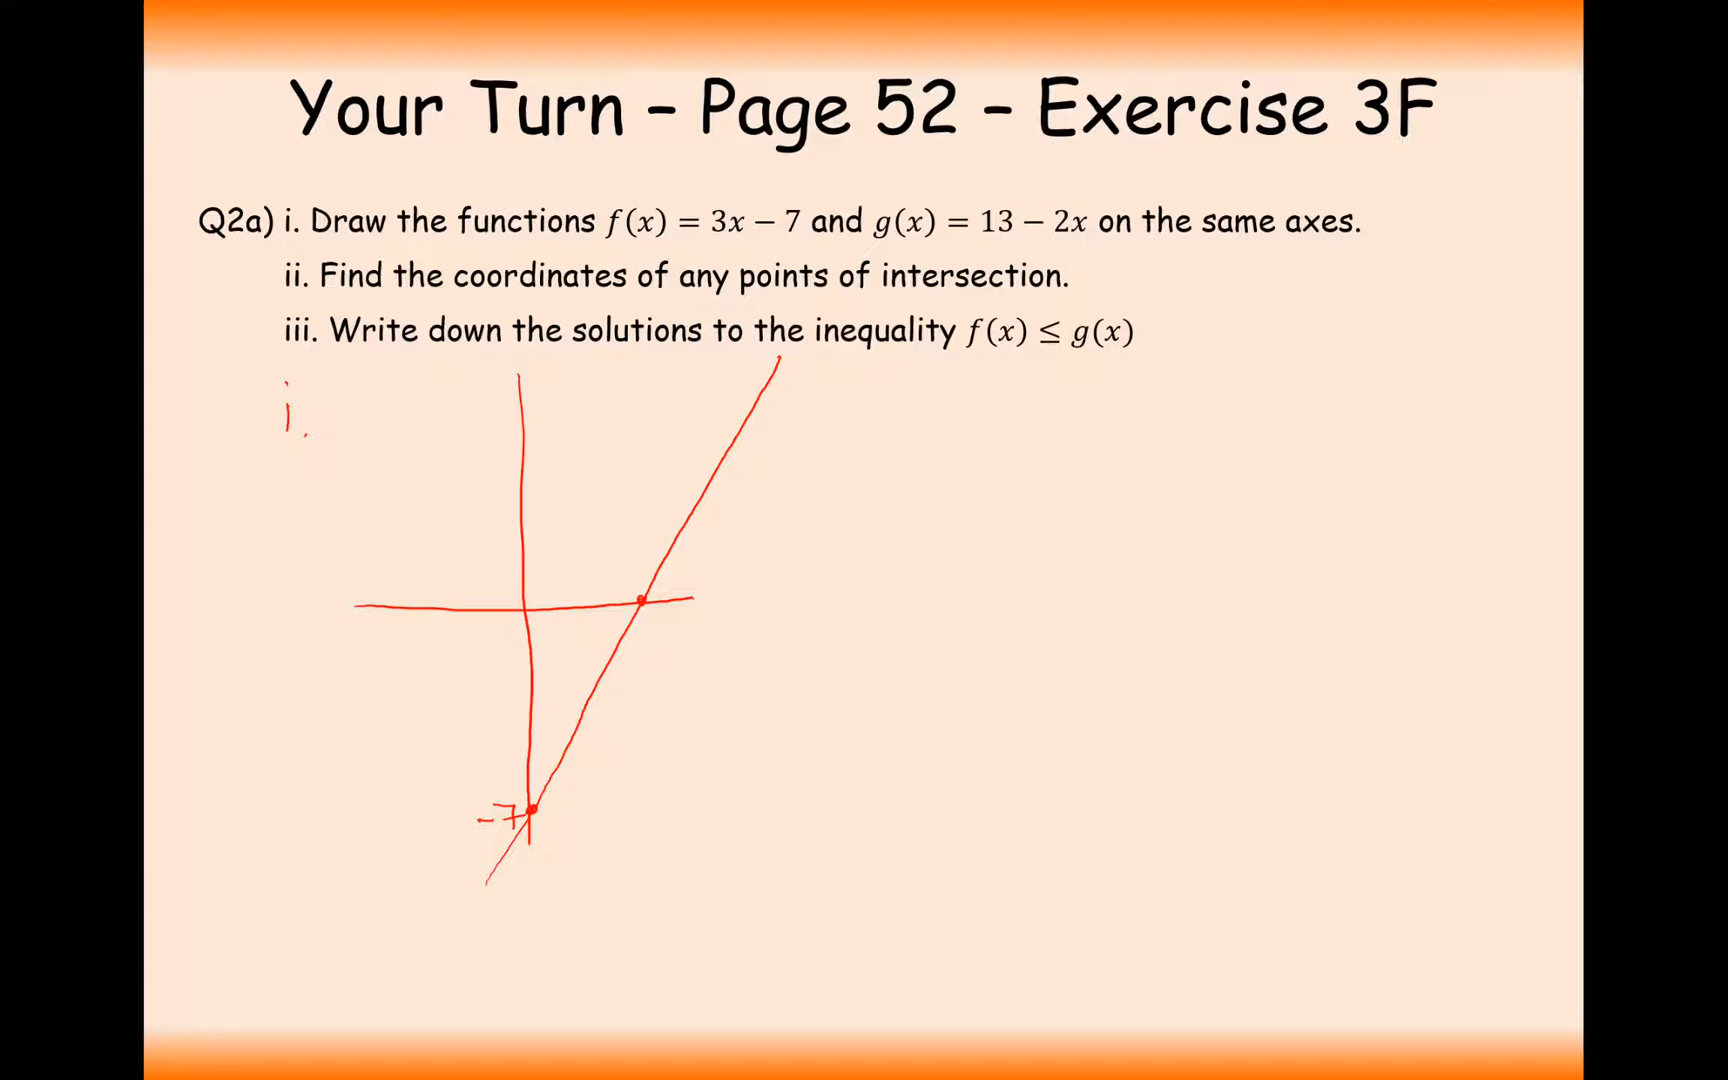 Your Turn – Page 52 – Exercise 3F
Q2a) i. Draw the functions f(x) = 3x − 7 and g(x) = 13 − 2x on the same axes.
ii. Find the coordinates of any points of intersection.
iii. Write down the solutions to the inequality f(x) ≤ g(x)
i.
-7